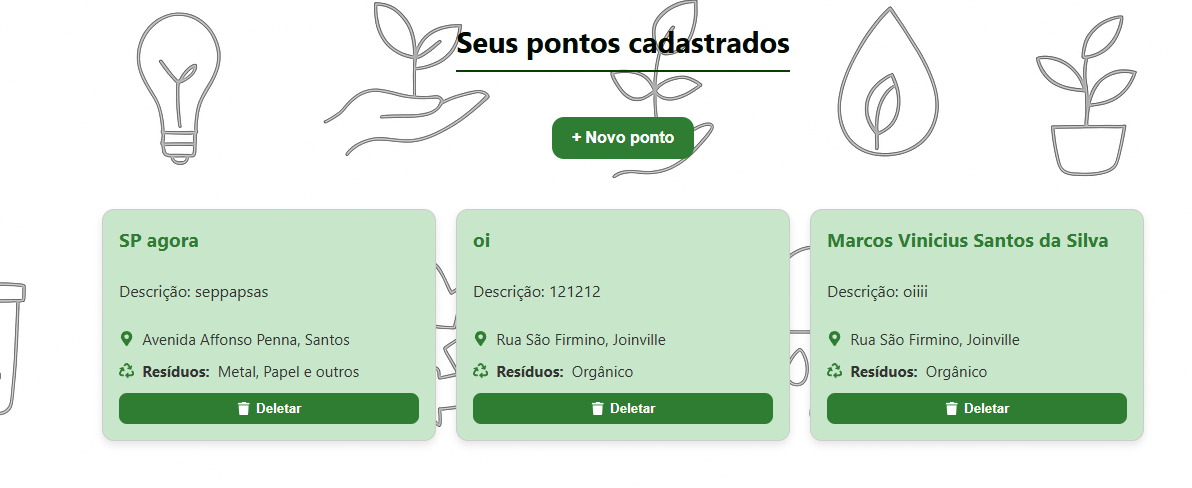 Seus pontos cadastrados
+ Novo ponto
SP agora
Descrição: seppapsas
Avenida Affonso Penna, Santos
Resíduos: Metal, Papel e outros
Deletar
oi
Descrição: 121212
Rua São Firmino, Joinville
Resíduos: Orgânico
Deletar
Marcos Vinicius Santos da Silva
Descrição: oiiii
Rua São Firmino, Joinville
Resíduos: Orgânico
Deletar